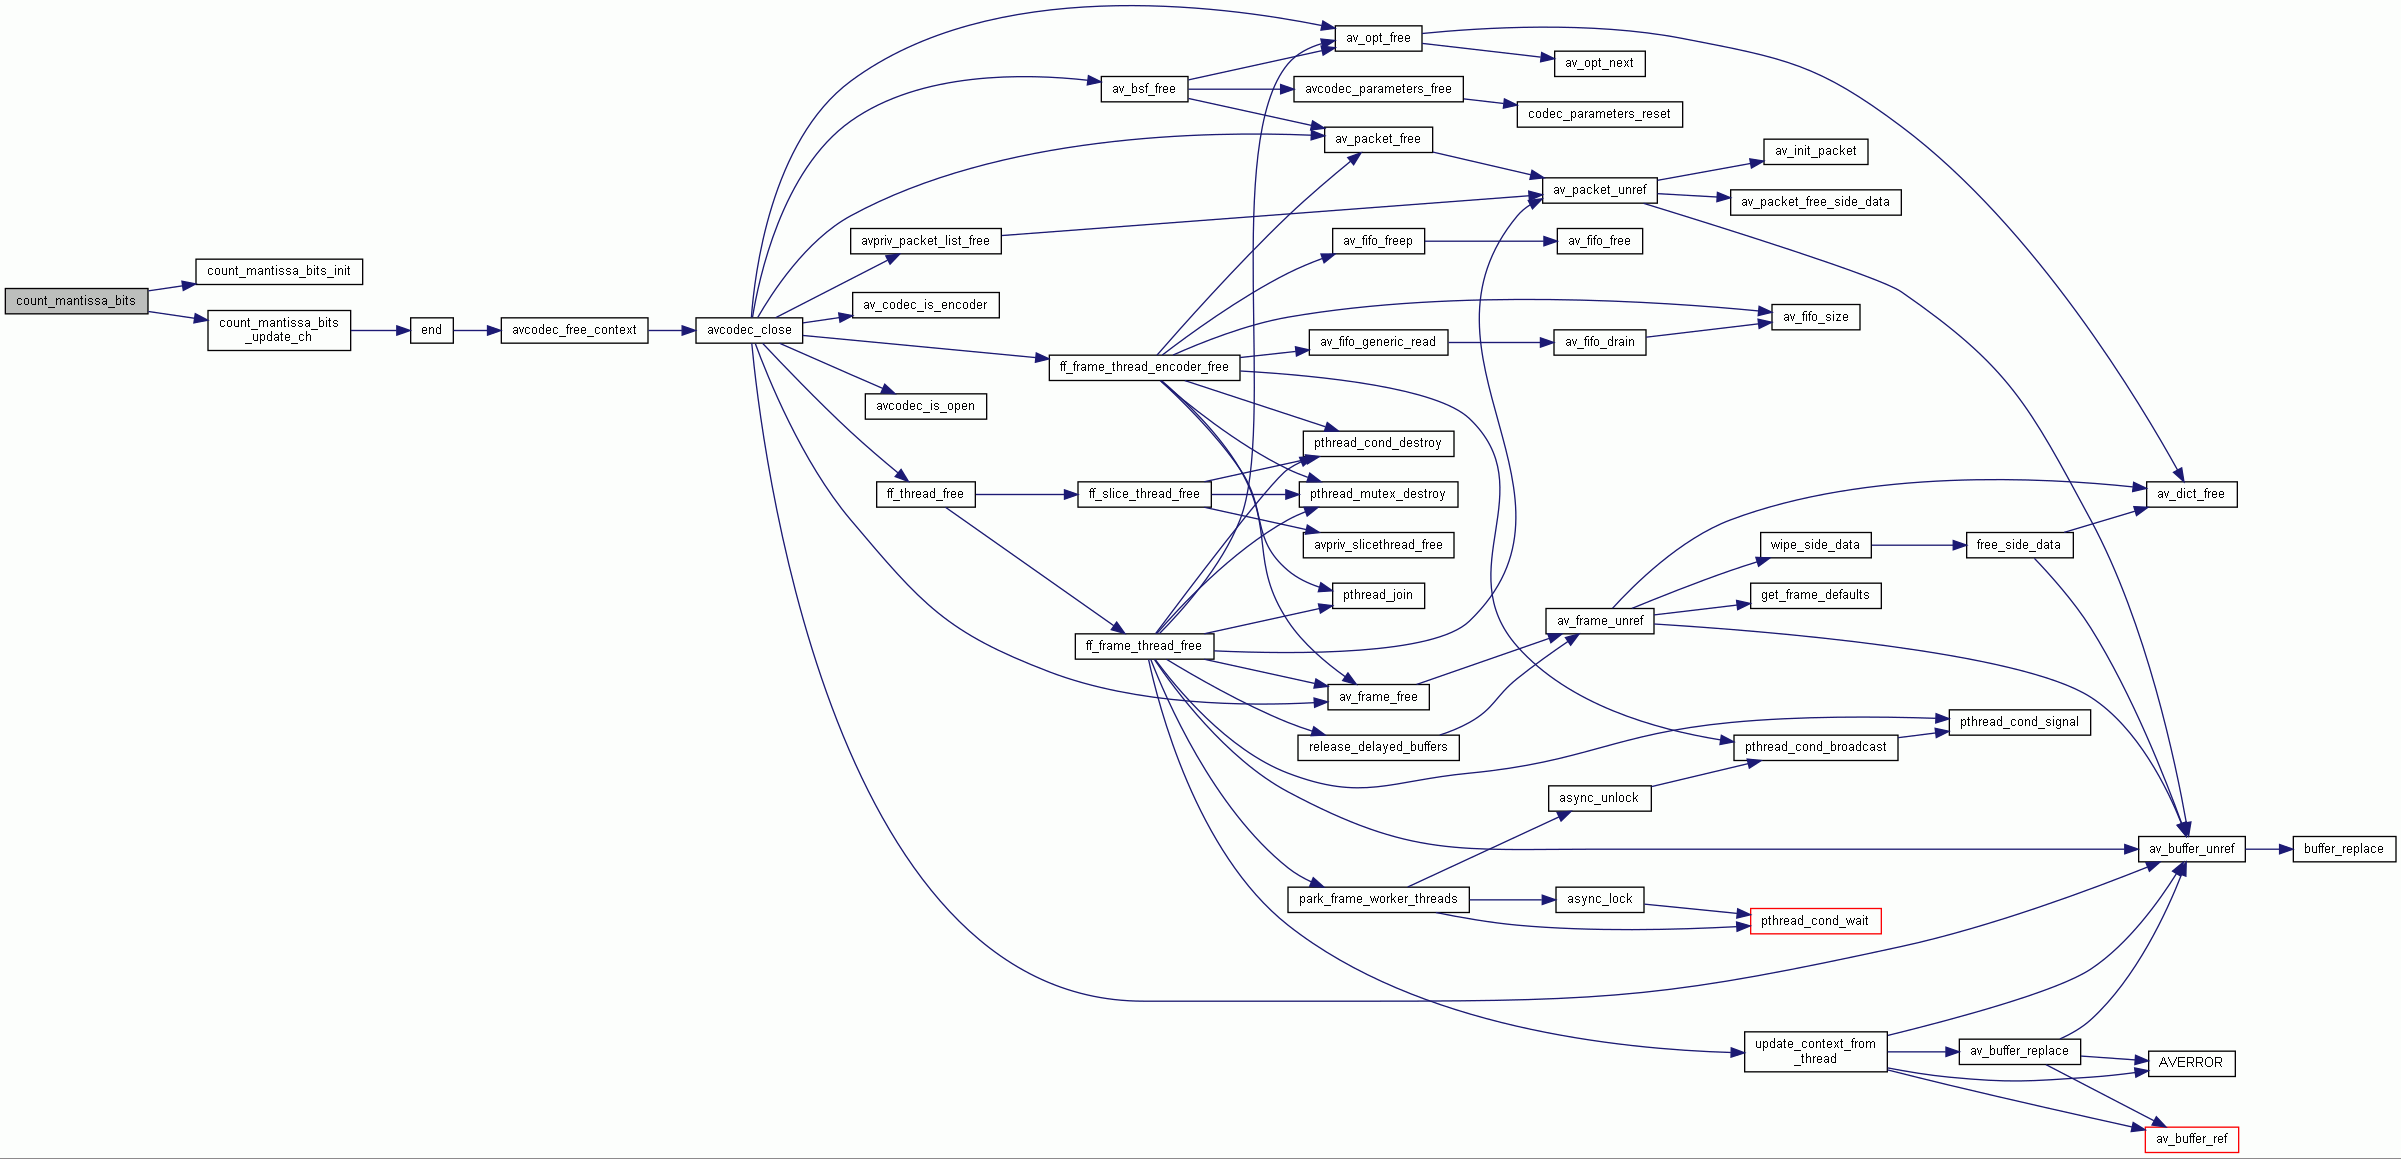 av_opt_free
av_opt_next
av_bsf_free
avcodec_parameters_free
codec_parameters_reset
av_packet_free
av_init_packet
av_packet_unref
av_packet_free_side_data
avpriv_packet_list_free
av_fifo_freep
av_fifo_free
count_mantissa_bits_init
count_mantissa_bits
av_codec_is_encoder
av_fifo_size
count_mantissa_bits
_update_ch
end
avcodec_free_context
avcodec_close
av_fifo_generic_read
av_fifo_drain
ff_frame_thread_encoder_free
avcodec_is_open
pthread_cond_destroy
ff_thread_free
ff_slice_thread_free
pthread_mutex_destroy
av_dict_free
avpriv_slicethread_free
wipe_side_data
free_side_data
pthread_join
get_frame_defaults
av_frame_unref
ff_frame_thread_free
av_frame_free
pthread_cond_signal
release_delayed_buffers
pthread_cond_broadcast
async_unlock
av_buffer_unref
buffer_replace
park_frame_worker_threads
async_lock
pthread_cond_wait
update_context_from
_thread
av_buffer_replace
AVERROR
av_buffer_ref